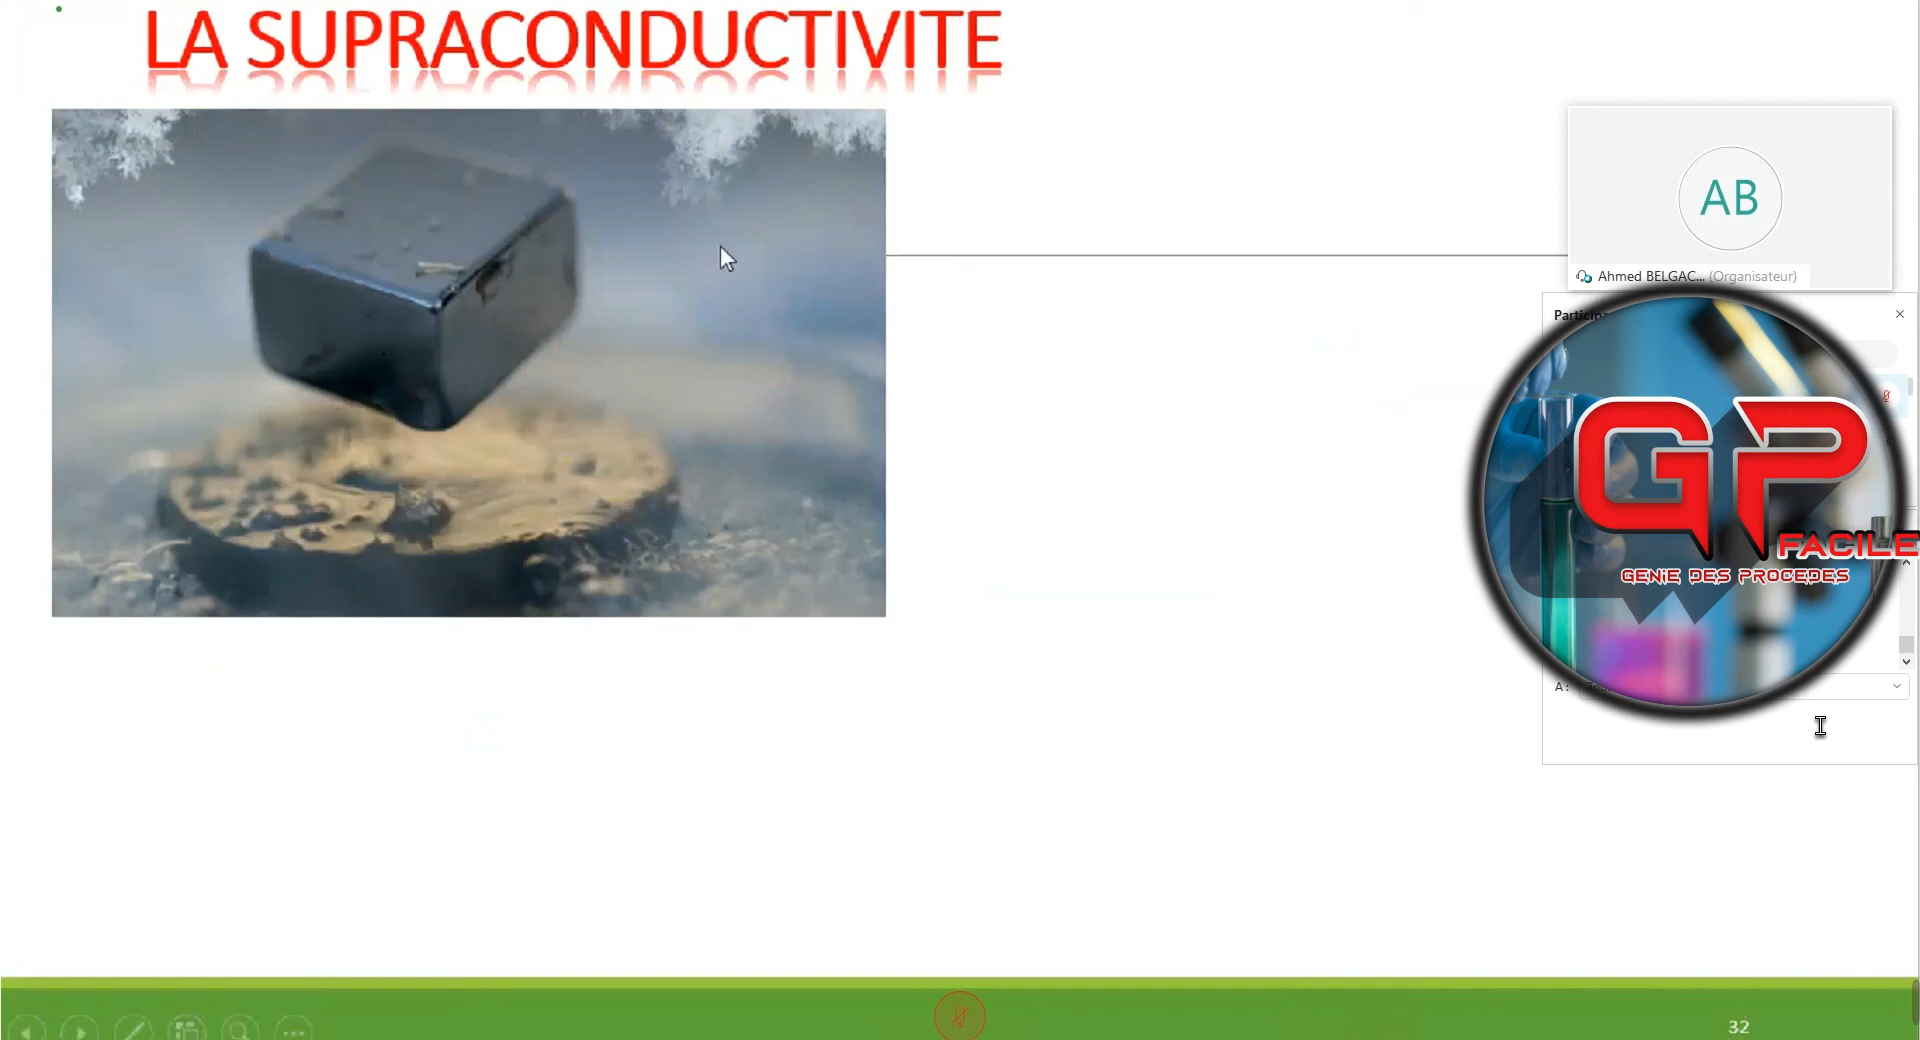 LA SUPRACONDUCTIVITE
AB
Ahmed BELGAC... (Organisateur)
GP
FACILE
GENIE DES PROCEDES
A:
32